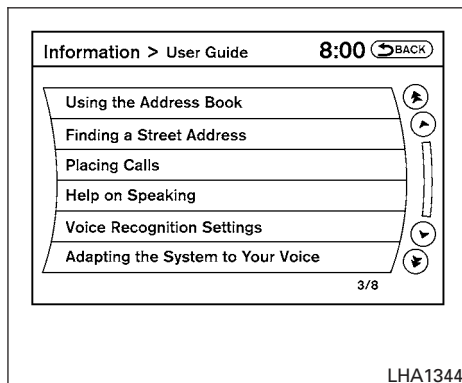 Information > User Guide 8:00 BACK
Using the Address Book
Finding a Street Address
Placing Calls
Help on Speaking
Voice Recognition Settings
Adapting the System to Your Voice
3/8
LHA1344